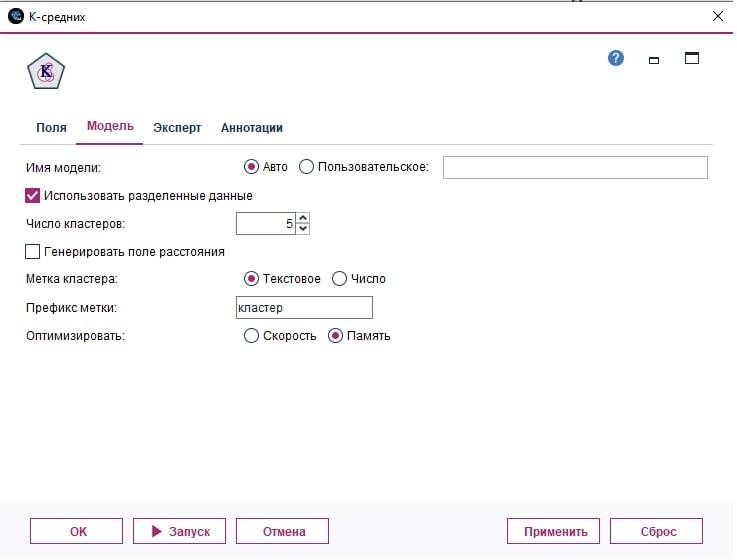 К-средних
K
?
Поля Модель Эксперт Аннотации
Имя модели: Авто Пользовательское:
Использовать разделенные данные
Число кластеров: 5
Генерировать поле расстояния
Метка кластера: Текстовое Число
Префикс метки: кластер
Оптимизировать: Скорость Память
ОК Запуск Отмена Применить Сброс